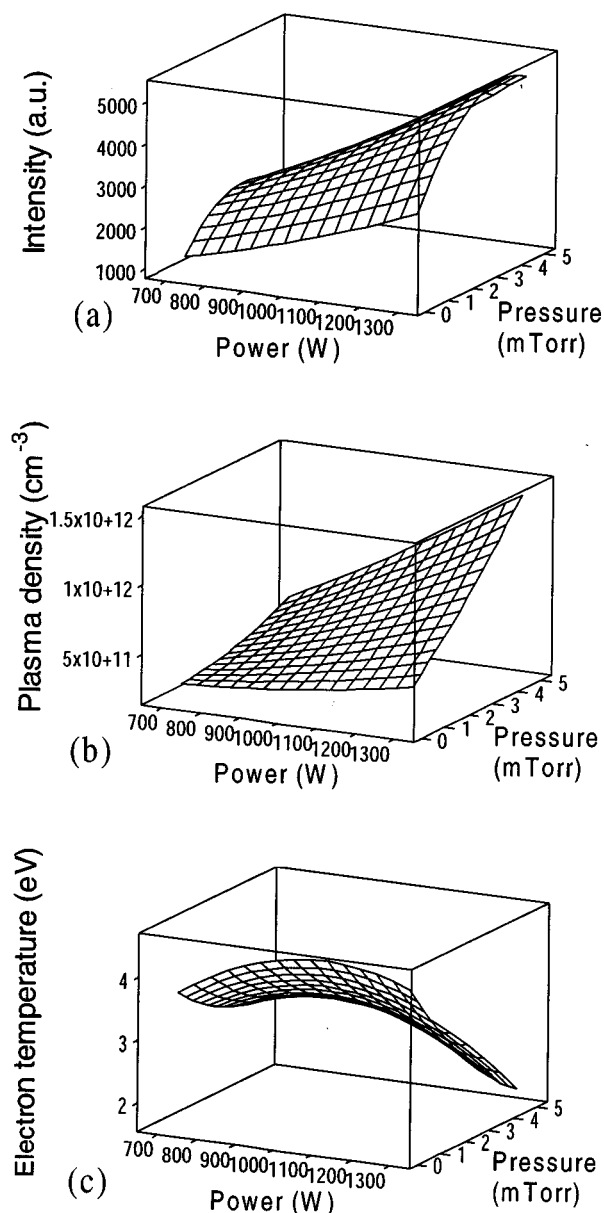 Intensity (a.u.)
5000
4000
3000
2000
1000
700
800
900
1000
1100
1200
1300
0
1
2
3
4
5
Power (W)
Pressure
(mTorr)
(a)
Plasma density (cm⁻³)
1.5x10+12
1x10+12
5x10+11
700
800
900
1000
1100
1200
1300
0
1
2
3
4
5
Power (W)
Pressure
(mTorr)
(b)
Electron temperature (eV)
4
3
2
700
800
900
1000
1100
1200
1300
0
1
2
3
4
5
Power (W)
Pressure
(mTorr)
(c)